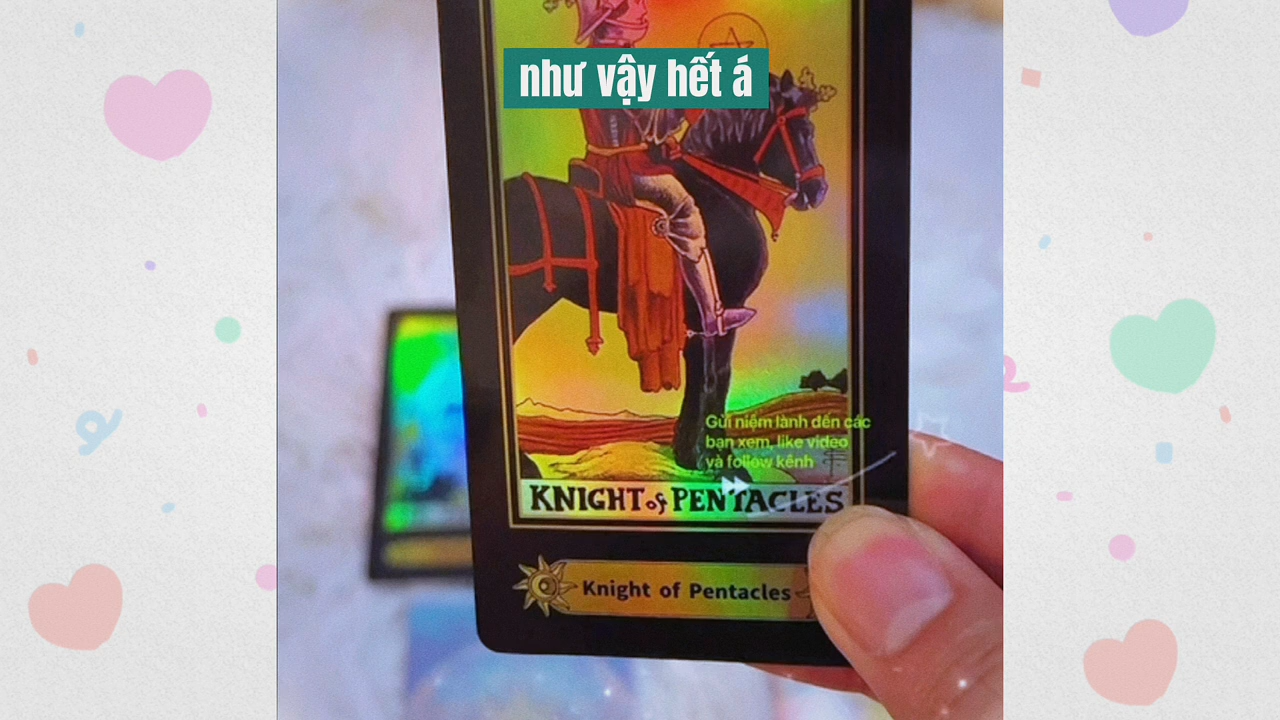 như vậy hết á
Gửi niệm lành đến các
bạn xem, like video
và follow kênh
KNIGHT of PENTACLES
Knight of Pentacles